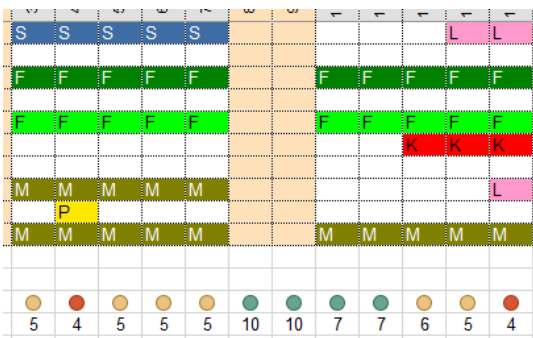 S S S S S L L
F F F F F F F F F F
F F F F F F F F F F
K K K
M M M M M L
P
M M M M M M M M M M
5 4 5 5 5 10 10 7 7 6 5 4